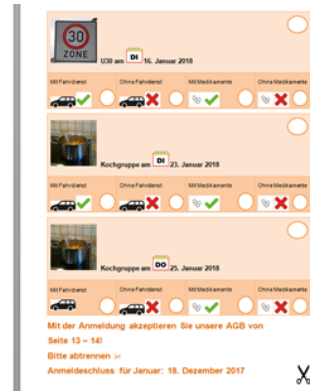 30
ZONE
U30 am DI 16. Januar 2018
Mit Fahrdienst Ohne Fahrdienst Mit Medikamente Ohne Medikamente
Kochgruppe am DI 23. Januar 2018
Mit Fahrdienst Ohne Fahrdienst Mit Medikamente Ohne Medikamente
Kochgruppe am DO 25. Januar 2018
Mit Fahrdienst Ohne Fahrdienst Mit Medikamente Ohne Medikamente
Mit der Anmeldung akzeptieren Sie unsere AGB von
Seite 13 – 14!
Bitte abtrennen ✂
Anmeldeschluss für Januar: 18. Dezember 2017